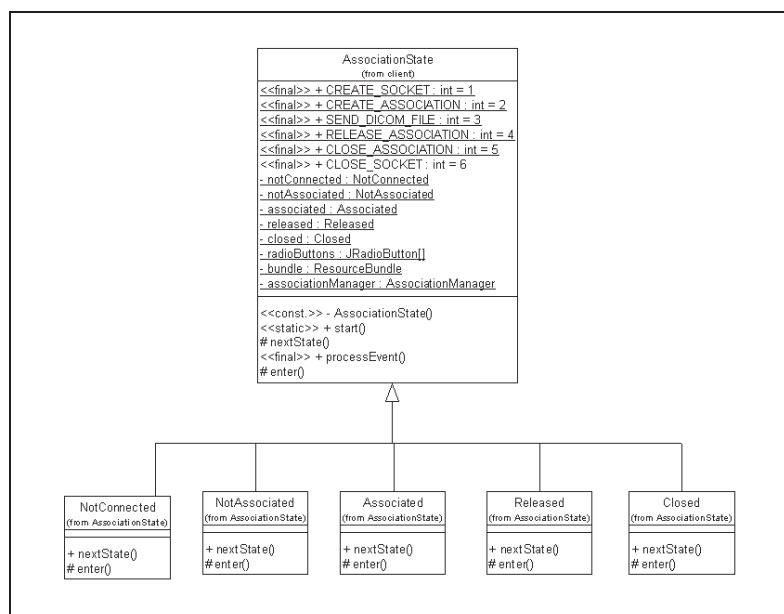 AssociationState
(from client)
<<final>> + CREATE_SOCKET : int = 1
<<final>> + CREATE_ASSOCIATION : int = 2
<<final>> + SEND_DICOM_FILE : int = 3
<<final>> + RELEASE_ASSOCIATION : int = 4
<<final>> + CLOSE_ASSOCIATION : int = 5
<<final>> + CLOSE_SOCKET : int = 6
- notConnected : NotConnected
- notAssociated : NotAssociated
- associated : Associated
- released : Released
- closed : Closed
- radioButtons : JRadioButton[]
- bundle : ResourceBundle
- associationManager : AssociationManager
<<const.>> - AssociationState()
<<static>> + start()
# nextState()
<<final>> + processEvent()
# enter()
NotConnected
(from AssociationState)
+ nextState()
# enter()
NotAssociated
(from AssociationState)
+ nextState()
# enter()
Associated
(from AssociationState)
+ nextState()
# enter()
Released
(from AssociationState)
+ nextState()
# enter()
Closed
(from AssociationState)
+ nextState()
# enter()